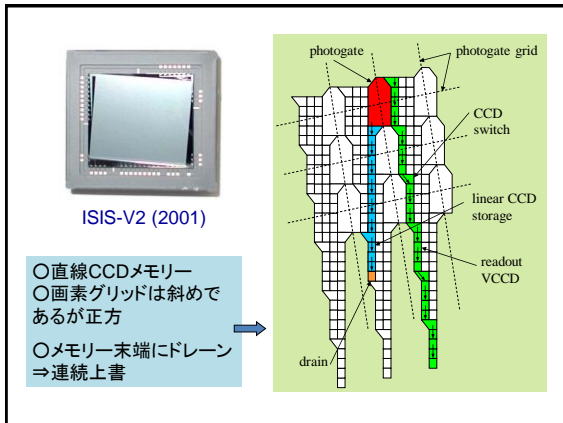 ISIS-V2 (2001)
○直線CCDメモリー
○画素グリッドは斜めで
あるが正方
○メモリー末端にドレーン
⇒連続上書
photogate
photogate grid
CCD
switch
linear CCD
storage
readout
VCCD
drain